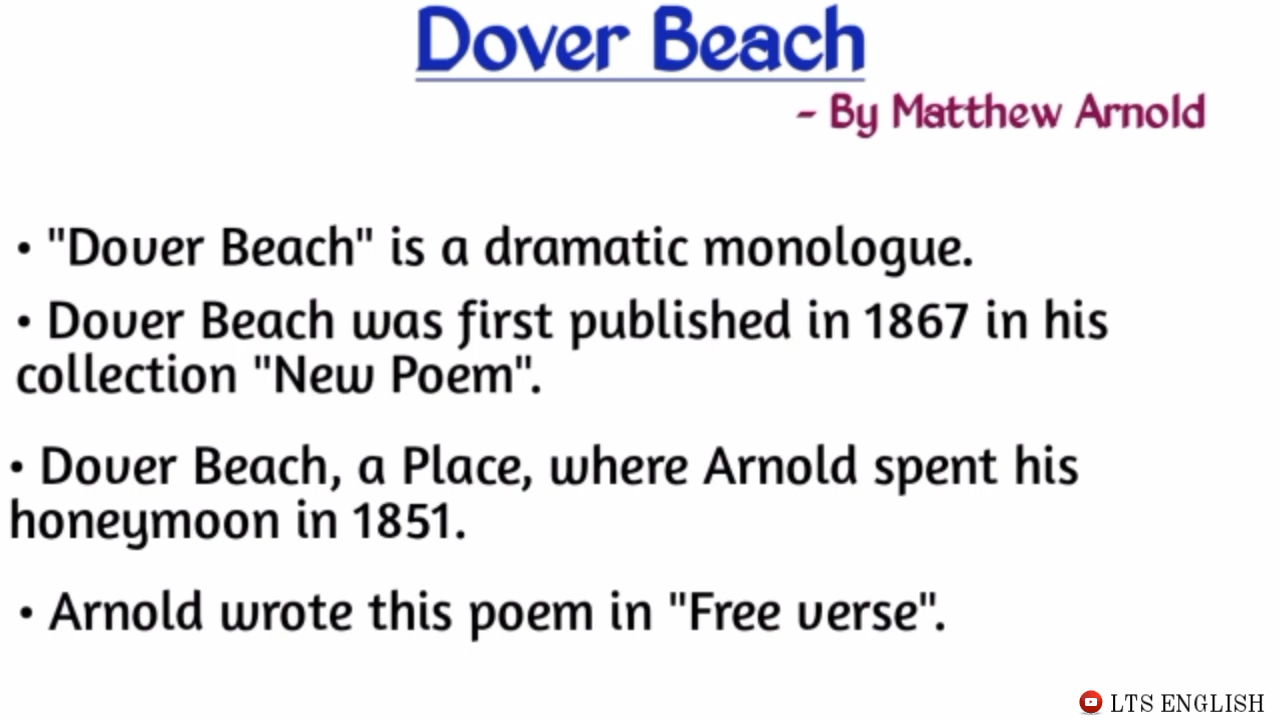 Dover Beach
- By Matthew Arnold
• "Dover Beach" is a dramatic monologue.
• Dover Beach was first published in 1867 in his
collection "New Poem".
• Dover Beach, a Place, where Arnold spent his
honeymoon in 1851.
• Arnold wrote this poem in "Free verse".
LTS ENGLISH